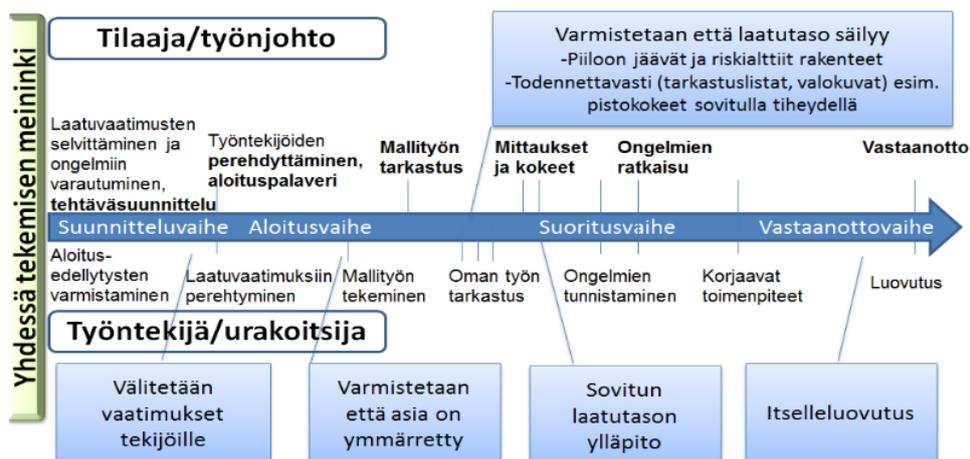 Yhdessä tekemisen meininki
Tilaaja/työnjohto
Varmistetaan että laatutaso säilyy
-Piiloon jäävät ja riskialttiit rakenteet
-Todennettavasti (tarkastuslistat, valokuvat) esim.
pistokokeet sovitulla tiheydellä
Laatuvaatimusten
selvittäminen ja
ongelmiin
varautuminen,
tehtäväsuunnittelu
Työntekijöiden
perehdyttäminen,
aloituspalaveri
Mallityön
tarkastus
Mittaukset
ja kokeet
Ongelmien
ratkaisu
Vastaanotto
Suunnitteluvaihe
Aloitusvaihe
Suoritusvaihe
Vastaanottovaihe
Aloitus-
edellytysten
varmistaminen
Laatuvaatimuksiin
perehtyminen
Mallityön
tekeminen
Oman työn
tarkastus
Ongelmien
tunnistaminen
Korjaavat
toimenpiteet
Luovutus
Työntekijä/urakoitsija
Välitetään
vaatimukset
tekijöille
Varmistetaan
että asia on
ymmärretty
Sovitun
laatutason
ylläpito
Itselleluovutus